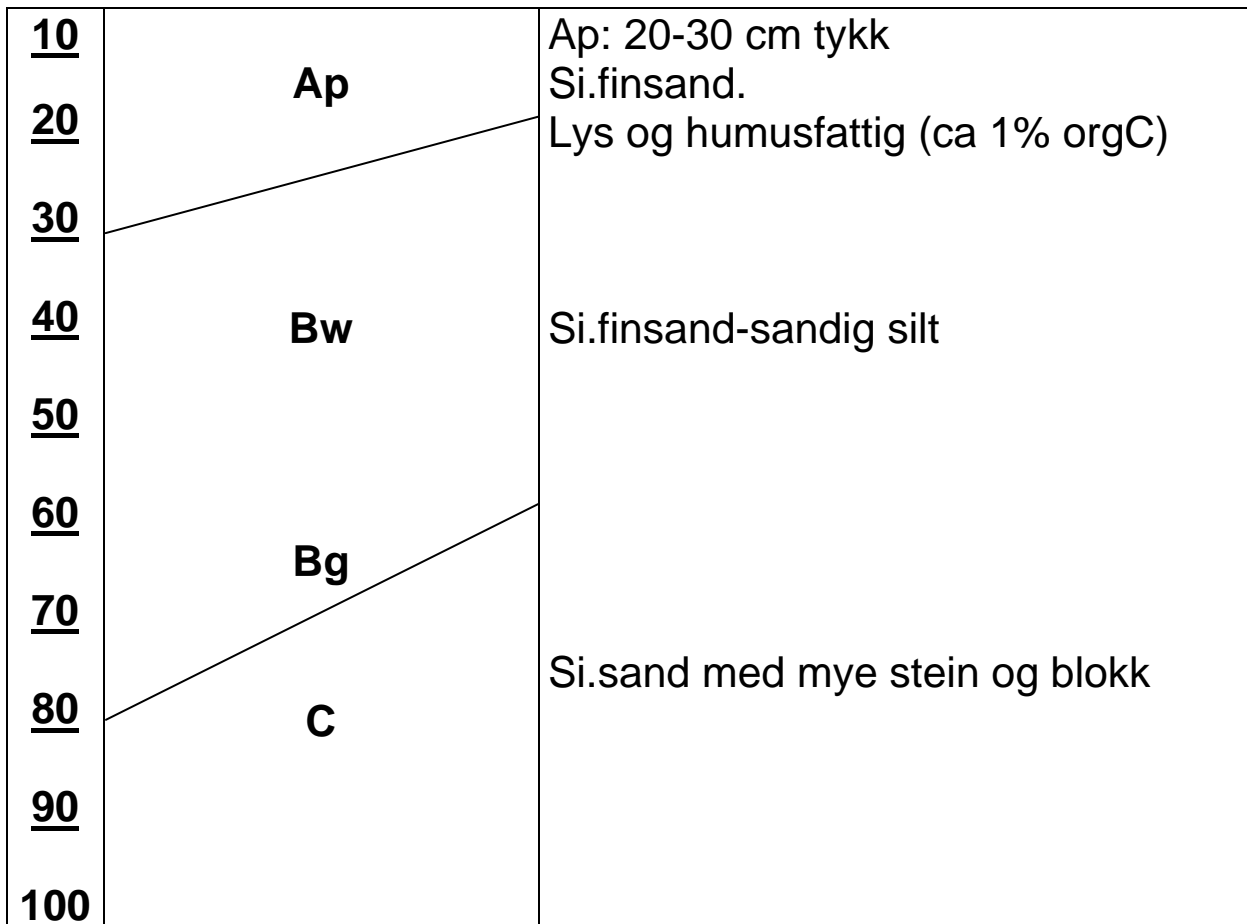 10
Ap: 20-30 cm tykk
Ap
Si.finsand.
20
Lys og humusfattig (ca 1% orgC)
30
40
Bw
Si.finsand-sandig silt
50
60
Bg
70
Si.sand med mye stein og blokk
80
C
90
100